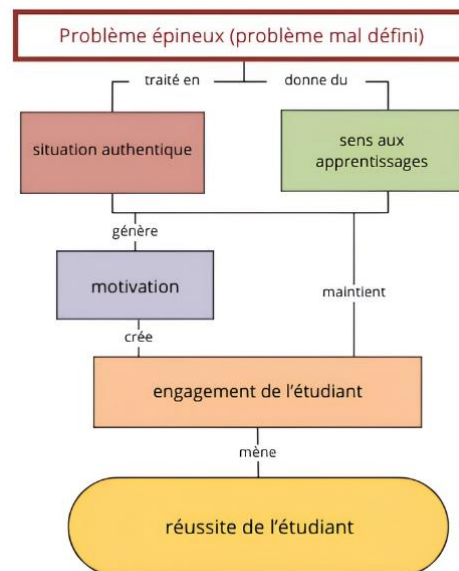 Problème épineux (problème mal défini)
traité en
donne du
situation authentique
sens aux
apprentissages
génère
motivation
maintient
crée
engagement de l'étudiant
mène
réussite de l'étudiant